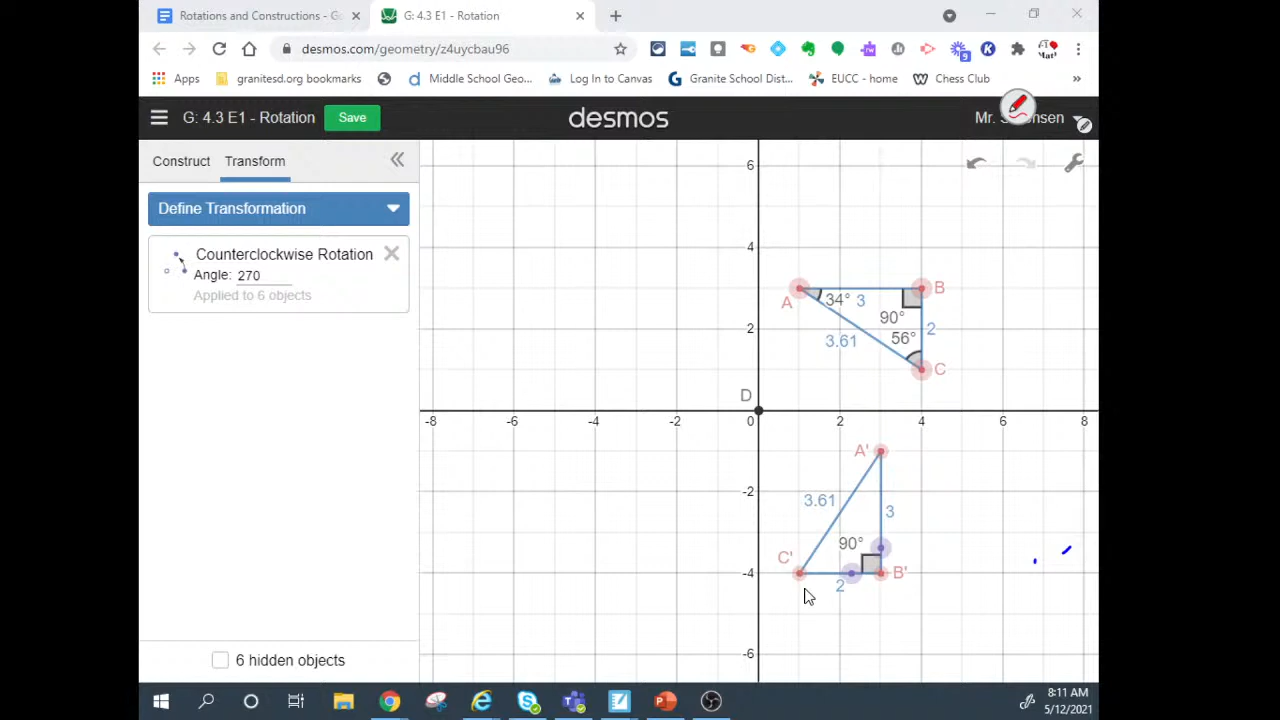 Rotations and Constructions - G
G: 4.3 E1 - Rotation
desmos.com/geometry/z4uycbau96
Apps
granitesd.org bookmarks
Middle School Geo...
Log In to Canvas
Granite School Dist...
EUCC - home
Chess Club
»
G: 4.3 E1 - Rotation
Save
desmos
Mr. S
ensen
Construct
Transform
Define Transformation
Counterclockwise Rotation
Angle: 270
Applied to 6 objects
6 hidden objects
6
4
2
-2
-4
-6
-8
-6
-4
-2
0
2
4
6
8
A
34°
3
B
90°
2
56°
3.61
C
D
A'
3.61
3
90°
C'
B'
2
8:11 AM
5/12/2021